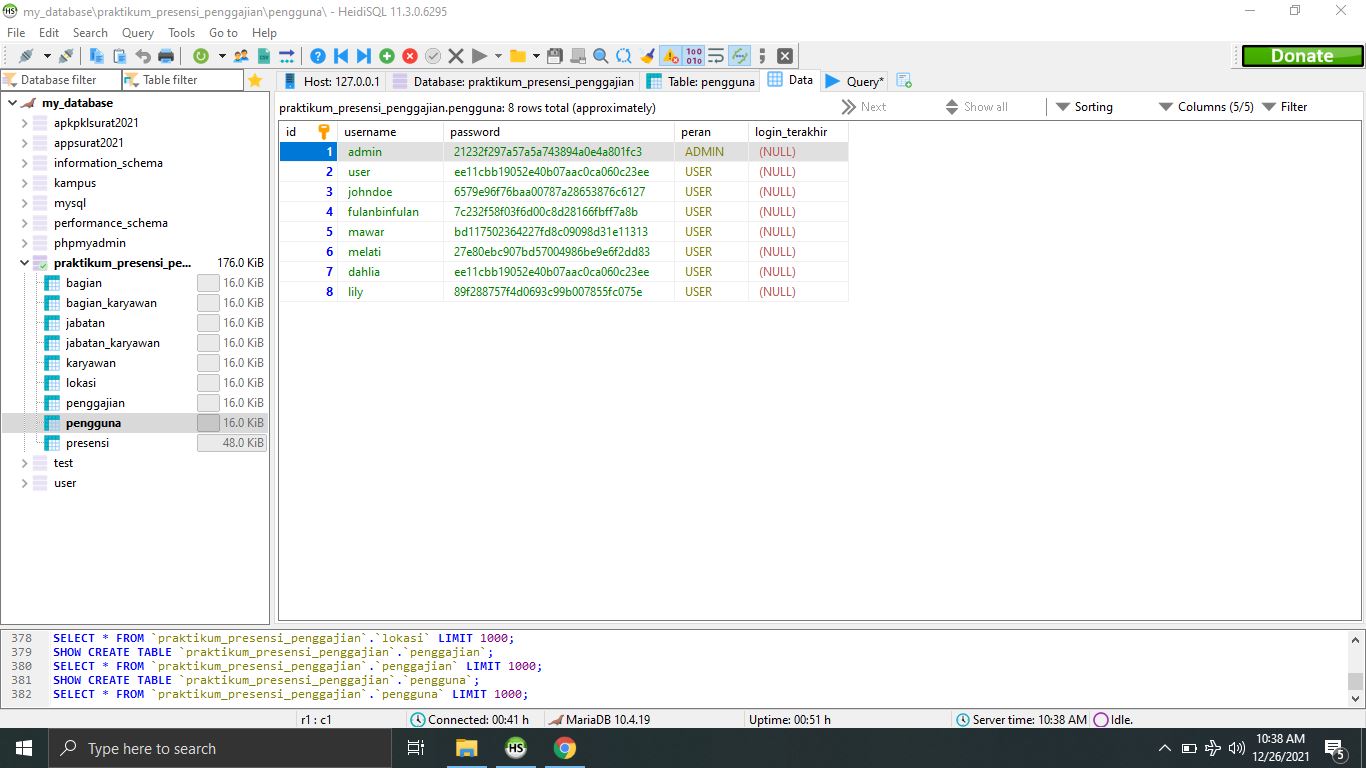 my_database\praktikum_presensi_penggajian\pengguna\ - HeidiSQL 11.3.0.6295
File Edit Search Query Tools Go to Help
Donate
Database filter Table filter
Host: 127.0.0.1 Database: praktikum_presensi_penggajian Table: pengguna Data Query*
my_database
apkpklsurat2021
appsurat2021
information_schema
kampus
mysql
performance_schema
phpmyadmin
praktikum_presensi_pe... 176.0 KiB
bagian 16.0 KiB
bagian_karyawan 16.0 KiB
jabatan 16.0 KiB
jabatan_karyawan 16.0 KiB
karyawan 16.0 KiB
lokasi 16.0 KiB
penggajian 16.0 KiB
pengguna 16.0 KiB
presensi 48.0 KiB
test
user
praktikum_presensi_penggajian.pengguna: 8 rows total (approximately) Next Show all Sorting Columns (5/5) Filter
id username password peran login_terakhir
1 admin 21232f297a57a5a743894a0e4a801fc3 ADMIN (NULL)
2 user ee11cbb19052e40b07aac0ca060c23ee USER (NULL)
3 johndoe 6579e96f76baa00787a28653876c6127 USER (NULL)
4 fulanbinfulan 7c232f58f03f6d00c8d28166fbff7a8b USER (NULL)
5 mawar bd117502364227fd8c09098d31e11313 USER (NULL)
6 melati 27e80ebc907bd57004986be9e6f2dd83 USER (NULL)
7 dahlia ee11cbb19052e40b07aac0ca060c23ee USER (NULL)
8 lily 89f288757f4d0693c99b007855fc075e USER (NULL)
378 SELECT * FROM `praktikum_presensi_penggajian`.`lokasi` LIMIT 1000;
379 SHOW CREATE TABLE `praktikum_presensi_penggajian`.`penggajian`;
380 SELECT * FROM `praktikum_presensi_penggajian`.`penggajian` LIMIT 1000;
381 SHOW CREATE TABLE `praktikum_presensi_penggajian`.`pengguna`;
382 SELECT * FROM `praktikum_presensi_penggajian`.`pengguna` LIMIT 1000;
r1 : c1 Connected: 00:41 h MariaDB 10.4.19 Uptime: 00:51 h Server time: 10:38 AM Idle.
Type here to search
HS
10:38 AM
12/26/2021
5